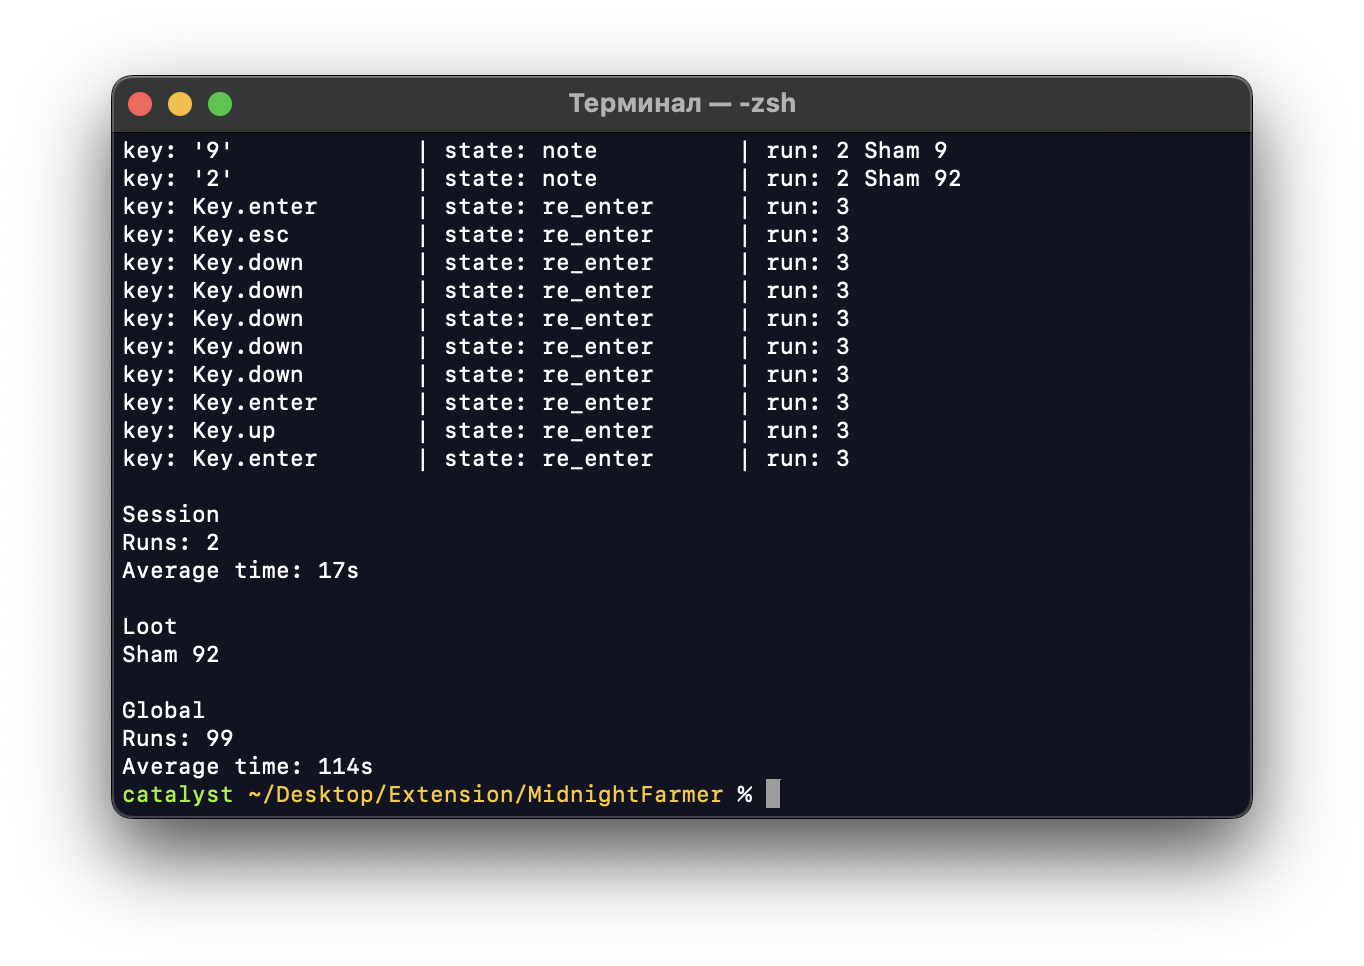 Терминал — -zsh
key: '9' | state: note | run: 2 Sham 9
key: '2' | state: note | run: 2 Sham 92
key: Key.enter | state: re_enter | run: 3
key: Key.esc | state: re_enter | run: 3
key: Key.down | state: re_enter | run: 3
key: Key.down | state: re_enter | run: 3
key: Key.down | state: re_enter | run: 3
key: Key.down | state: re_enter | run: 3
key: Key.down | state: re_enter | run: 3
key: Key.enter | state: re_enter | run: 3
key: Key.up | state: re_enter | run: 3
key: Key.enter | state: re_enter | run: 3
Session
Runs: 2
Average time: 17s
Loot
Sham 92
Global
Runs: 99
Average time: 114s
catalyst ~/Desktop/Extension/MidnightFarmer %